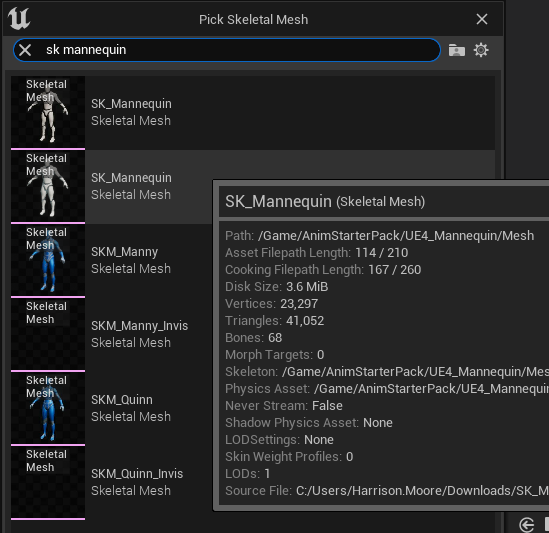 Pick Skeletal Mesh
sk mannequin
Skeletal
Mesh
SK_Mannequin
Skeletal Mesh
Skeletal
Mesh
SK_Mannequin
Skeletal Mesh
Skeletal
Mesh
SKM_Manny
Skeletal Mesh
Skeletal
Mesh
SKM_Manny_Invis
Skeletal Mesh
Skeletal
Mesh
SKM_Quinn
Skeletal Mesh
Skeletal
Mesh
SKM_Quinn_Invis
Skeletal Mesh
SK_Mannequin (Skeletal Mesh)
Path: /Game/AnimStarterPack/UE4_Mannequin/Mesh
Asset Filepath Length: 114 / 210
Cooking Filepath Length: 167 / 260
Disk Size: 3.6 MiB
Vertices: 23,297
Triangles: 41,052
Bones: 68
Morph Targets: 0
Skeleton: /Game/AnimStarterPack/UE4_Mannequin/Mes
Physics Asset: /Game/AnimStarterPack/UE4_Mannequin
Never Stream: False
Shadow Physics Asset: None
LODSettings: None
Skin Weight Profiles: 0
LODs: 1
Source File: C:/Users/Harrison.Moore/Downloads/SK_M